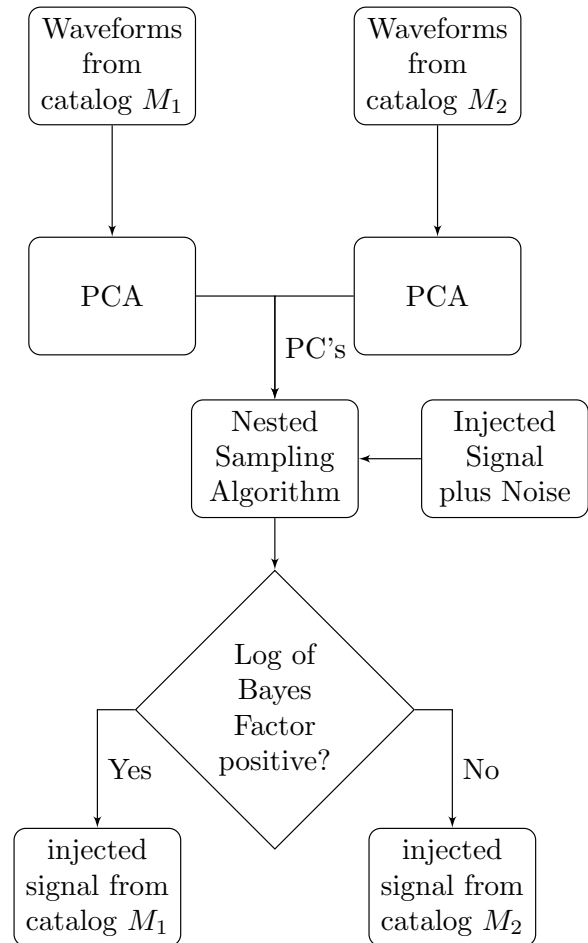 Waveforms
from
catalog M₁
Waveforms
from
catalog M₂
PCA
PCA
PC's
Nested
Sampling
Algorithm
Injected
Signal
plus Noise
Log of
Bayes
Factor
positive?
Yes
No
injected
signal from
catalog M₁
injected
signal from
catalog M₂